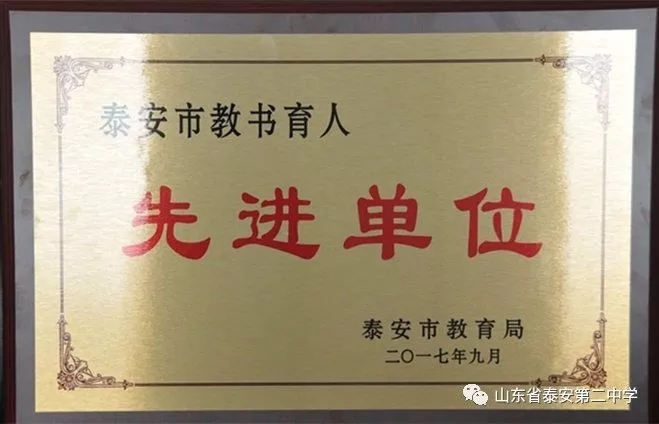 泰安市教书育人
先进单位
泰安市教育局
二〇一七年九月
山东省泰安第二中学